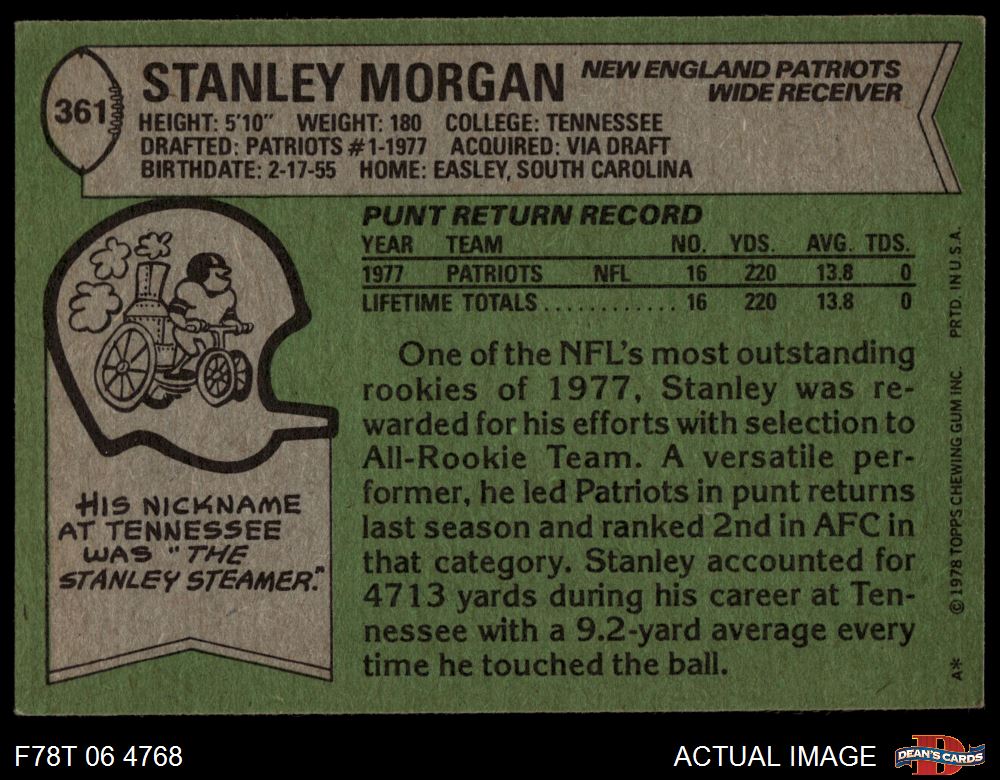 361
STANLEY MORGAN
NEW ENGLAND PATRIOTS
WIDE RECEIVER
HEIGHT: 5'10" WEIGHT: 180 COLLEGE: TENNESSEE
DRAFTED: PATRIOTS #1-1977 ACQUIRED: VIA DRAFT
BIRTHDATE: 2-17-55 HOME: EASLEY, SOUTH CAROLINA
PUNT RETURN RECORD
YEAR TEAM NO. YDS. AVG. TDS.
1977 PATRIOTS NFL 16 220 13.8 0
LIFETIME TOTALS............ 16 220 13.8 0
One of the NFL's most outstanding
rookies of 1977, Stanley was re-
warded for his efforts with selection to
All-Rookie Team. A versatile per-
former, he led Patriots in punt returns
last season and ranked 2nd in AFC in
that category. Stanley accounted for
4713 yards during his career at Ten-
nessee with a 9.2-yard average every
time he touched the ball.
HIS NICKNAME
AT TENNESSEE
WAS "THE
STANLEY STEAMER."
A* ©1978 TOPPS CHEWING GUM INC. PRTD. IN U.S.A.
F78T 06 4768
ACTUAL IMAGE
D
DEAN'S CARDS